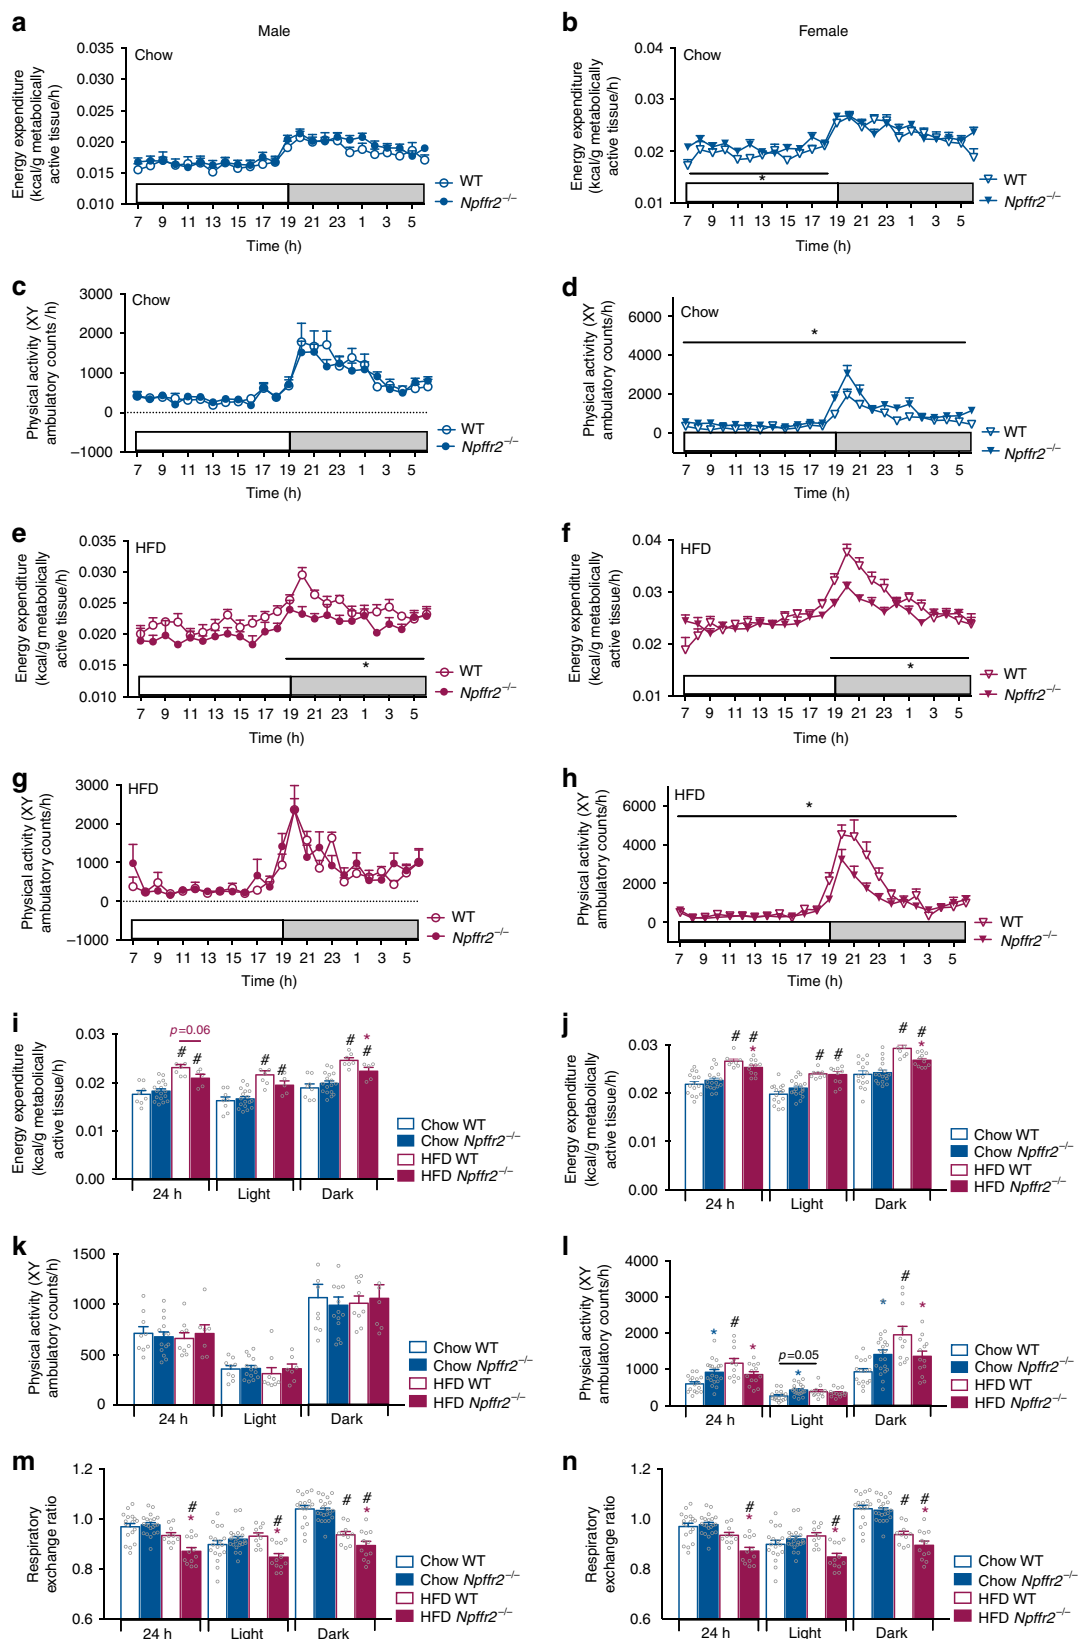 a
Male
Chow
Energy expenditure
(kcal/g metabolically
active tissue/h)
0.035
0.030
0.025
0.020
0.015
0.010
7 9 11 13 15 17 19 21 23 1 3 5
Time (h)
WT
Npffr2–/–
b
Female
Chow
Energy expenditure
(kcal/g metabolically
active tissue/h)
0.04
0.03
0.02
0.01
*
7 9 11 13 15 17 19 21 23 1 3 5
Time (h)
WT
Npffr2–/–
c
Chow
Physical activity (XY
ambulatory counts /h)
3000
2000
1000
0
–1000
7 9 11 13 15 17 19 21 23 1 3 5
Time (h)
WT
Npffr2–/–
d
Chow
Physical activity (XY
ambulatory counts/h)
6000
4000
2000
0
*
7 9 11 13 15 17 19 21 23 1 3 5
Time (h)
WT
Npffr2–/–
e
HFD
Energy expenditure
(kcal/g metabolically
active tissue/h)
0.035
0.030
0.025
0.020
0.015
0.010
*
7 9 11 13 15 17 19 21 23 1 3 5
Time (h)
WT
Npffr2–/–
f
HFD
Energy expenditure
(kcal/g metabolically
active tissue/h)
0.04
0.03
0.02
0.01
*
7 9 11 13 15 17 19 21 23 1 3 5
Time (h)
WT
Npffr2–/–
g
HFD
Physical activity (XY
ambulatory counts/h)
3000
2000
1000
0
–1000
7 9 11 13 15 17 19 21 23 1 3 5
Time (h)
WT
Npffr2–/–
h
HFD
Physical activity (XY
ambulatory counts/h)
6000
4000
2000
0
*
7 9 11 13 15 17 19 21 23 1 3 5
Time (h)
WT
Npffr2–/–
i
Energy expenditure
(kcal/g metabolically
active tissue/h)
0.03
0.02
0.01
0.00
p=0.06
# # # # # * #
24 h Light Dark
Chow WT
Chow Npffr2–/–
HFD WT
HFD Npffr2–/–
j
Energy expenditure
(kcal/g metabolically
active tissue/h)
0.03
0.02
0.01
0.00
# # * # # # # *
24 h Light Dark
Chow WT
Chow Npffr2–/–
HFD WT
HFD Npffr2–/–
k
Physical activity (XY
ambulatory counts/h)
1500
1000
500
0
24 h Light Dark
Chow WT
Chow Npffr2–/–
HFD WT
HFD Npffr2–/–
l
Physical activity (XY
ambulatory counts/h)
4000
3000
2000
1000
0
* # * p=0.05 * * # *
24 h Light Dark
Chow WT
Chow Npffr2–/–
HFD WT
HFD Npffr2–/–
m
Respiratory
exchange ratio
1.2
1.0
0.8
0.6
# * # * # # *
24 h Light Dark
Chow WT
Chow Npffr2–/–
HFD WT
HFD Npffr2–/–
n
Respiratory
exchange ratio
1.2
1.0
0.8
0.6
# * # * # # *
24 h Light Dark
Chow WT
Chow Npffr2–/–
HFD WT
HFD Npffr2–/–